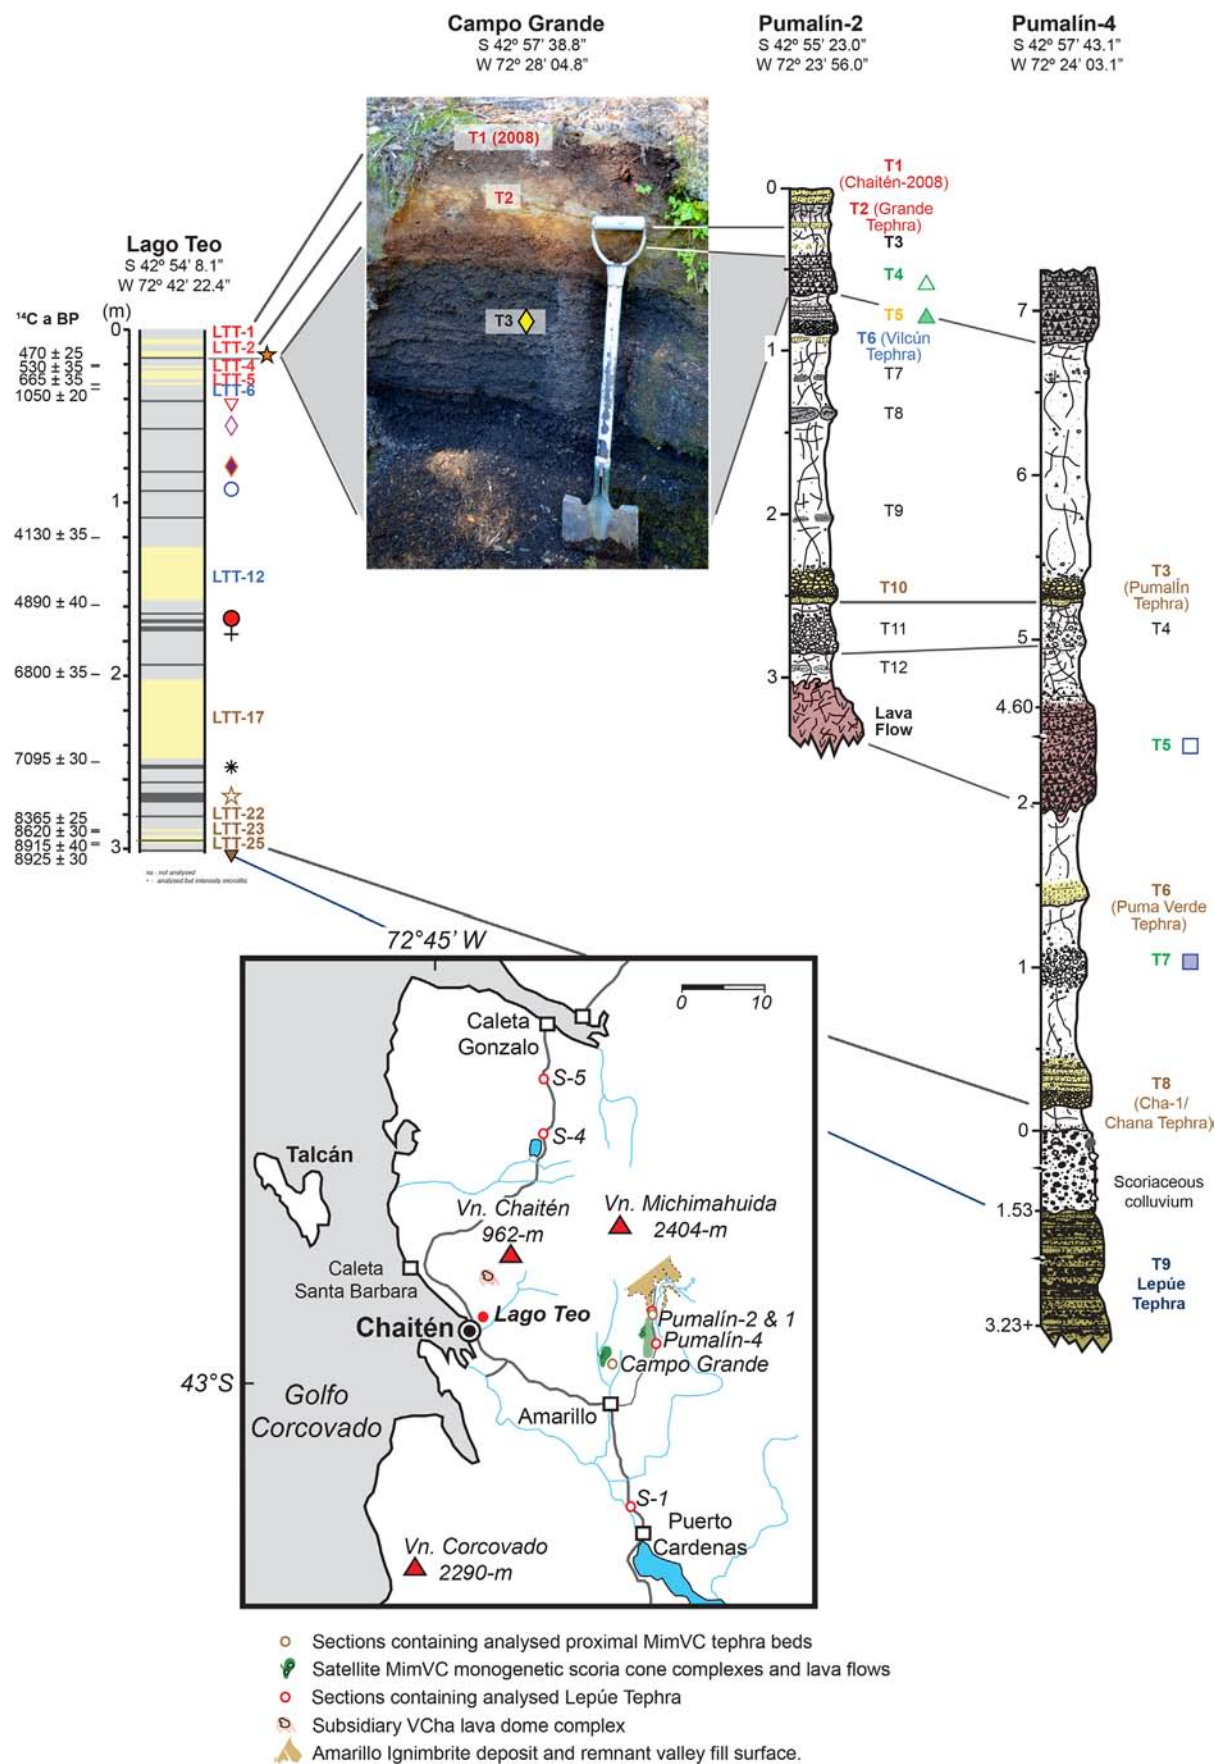 Campo Grande
S 42º 57' 38.8"
W 72º 28' 04.8"
Pumalín-2
S 42º 55' 23.0"
W 72º 23' 56.0"
Pumalín-4
S 42º 57' 43.1"
W 72º 24' 03.1"
Lago Teo
S 42º 54' 8.1"
W 72º 42' 22.4"
¹⁴C a BP
(m)
0
470 ± 25
530 ± 35
665 ± 35
1050 ± 20
1
4130 ± 35
4890 ± 40
6800 ± 35
2
7095 ± 30
8365 ± 25
8620 ± 30
8915 ± 40
8925 ± 30
3
LTT-1
LTT-2
LTT-4
LTT-5
LTT-6
LTT-12
LTT-17
LTT-22
LTT-23
LTT-25
na - not analysed
* - analysed but intensely microlitic
T1 (2008)
T2
T3
0
1
2
3
T1
(Chaitén-2008)
T2 (Grande
Tephra)
T3
T4
T5
T6 (Vilcún
Tephra)
T7
T8
T9
T10
T11
T12
Lava
Flow
7
6
5
4.60
2
1
0
1.53
3.23+
T3
(Pumalín
Tephra)
T4
T5
T6
(Puma Verde
Tephra)
T7
T8
(Cha-1/
Chana Tephra)
Scoriaceous
colluvium
T9
Lepúe
Tephra
72°45' W
0 10
Caleta
Gonzalo
S-5
S-4
Talcán
Vn. Chaitén
962-m
Vn. Michimahuida
2404-m
Caleta
Santa Barbara
Lago Teo
Chaitén
Pumalín-2 & 1
Pumalín-4
Campo Grande
43°S
Golfo
Corcovado
Amarillo
S-1
Puerto
Cardenas
Vn. Corcovado
2290-m
Sections containing analysed proximal MimVC tephra beds
Satellite MimVC monogenetic scoria cone complexes and lava flows
Sections containing analysed Lepúe Tephra
Subsidiary VCha lava dome complex
Amarillo Ignimbrite deposit and remnant valley fill surface.